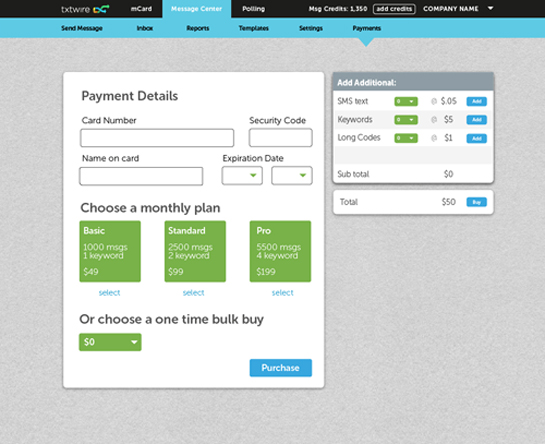 txtwire mCard Message Center Polling Msg Credits: 1,350 add credits COMPANY NAME
Send Message Inbox Reports Templates Settings Payments
Payment Details
Card Number Security Code
Name on card Expiration Date
Choose a monthly plan
Basic Standard Pro
1000 msgs 2500 msgs 5500 msgs
1 keyword 2 keyword 4 keyword
$49 $99 $199
select select select
Or choose a one time bulk buy
$0
Purchase
Add Additional:
SMS text 0 @ $.05 Add
Keywords 0 @ $5 Add
Long Codes 0 @ $1 Add
Sub total $0
Total $50 Buy